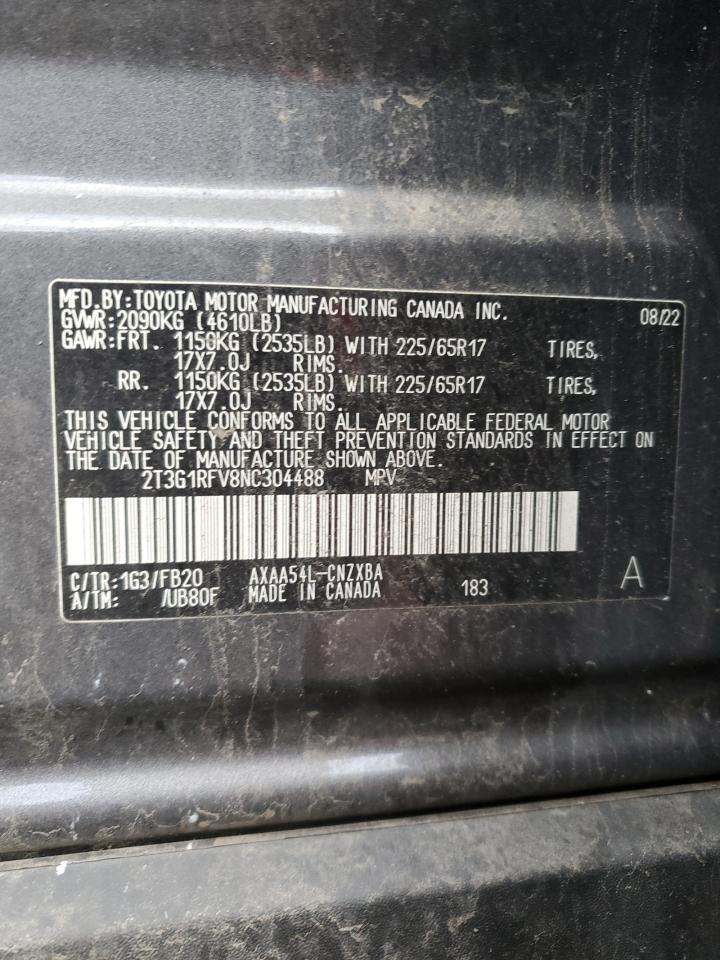 MFD.BY:TOYOTA MOTOR MANUFACTURING CANADA INC. 08/22
GVWR:2090KG (4610LB)
GAWR:FRT. 1150KG (2535LB) WITH 225/65R17 TIRES,
17X7.0J RIMS.
RR. 1150KG (2535LB) WITH 225/65R17 TIRES,
17X7.0J RIMS.
THIS VEHICLE CONFORMS TO ALL APPLICABLE FEDERAL MOTOR
VEHICLE SAFETY AND THEFT PREVENTION STANDARDS IN EFFECT ON
THE DATE OF MANUFACTURE SHOWN ABOVE.
2T3G1RFV8NC304488 MPV
C/TR:1G3/FB20 AXAA54L-CNZXBA
A/TM: /UB80F MADE IN CANADA 183 A